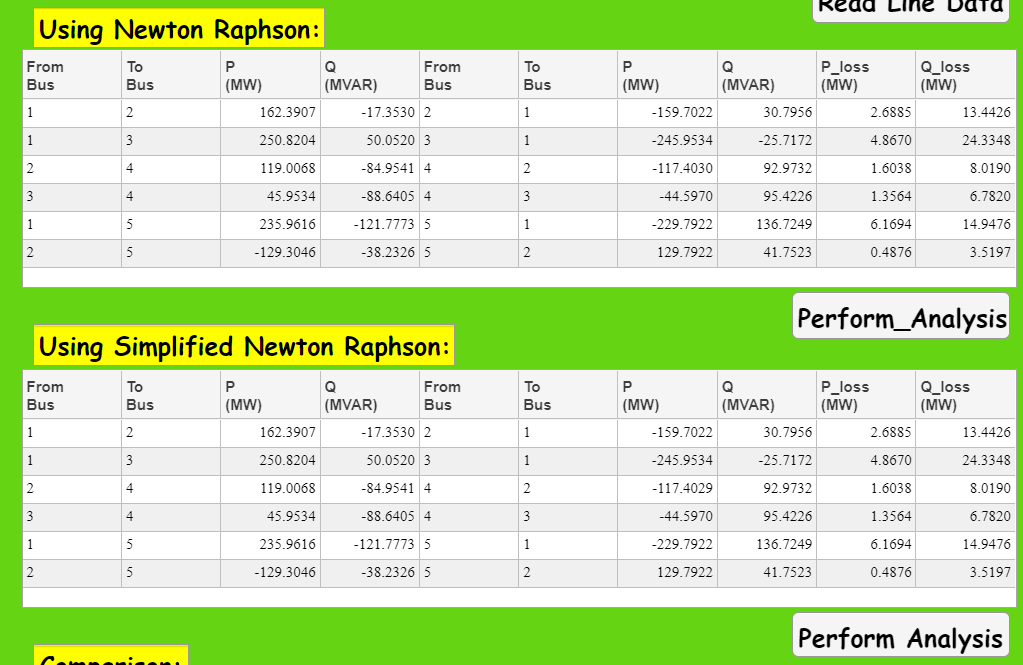 Read Line Data
Using Newton Raphson:
From Bus To Bus P (MW) Q (MVAR) From Bus To Bus P (MW) Q (MVAR) P_loss (MW) Q_loss (MW)
1 2 162.3907 -17.3530 2 1 -159.7022 30.7956 2.6885 13.4426
1 3 250.8204 50.0520 3 1 -245.9534 -25.7172 4.8670 24.3348
2 4 119.0068 -84.9541 4 2 -117.4030 92.9732 1.6038 8.0190
3 4 45.9534 -88.6405 4 3 -44.5970 95.4226 1.3564 6.7820
1 5 235.9616 -121.7773 5 1 -229.7922 136.7249 6.1694 14.9476
2 5 -129.3046 -38.2326 5 2 129.7922 41.7523 0.4876 3.5197
Perform_Analysis
Using Simplified Newton Raphson:
From Bus To Bus P (MW) Q (MVAR) From Bus To Bus P (MW) Q (MVAR) P_loss (MW) Q_loss (MW)
1 2 162.3907 -17.3530 2 1 -159.7022 30.7956 2.6885 13.4426
1 3 250.8204 50.0520 3 1 -245.9534 -25.7172 4.8670 24.3348
2 4 119.0068 -84.9541 4 2 -117.4029 92.9732 1.6038 8.0190
3 4 45.9534 -88.6405 4 3 -44.5970 95.4226 1.3564 6.7820
1 5 235.9616 -121.7773 5 1 -229.7922 136.7249 6.1694 14.9476
2 5 -129.3046 -38.2326 5 2 129.7922 41.7523 0.4876 3.5197
Perform Analysis
Comparison: